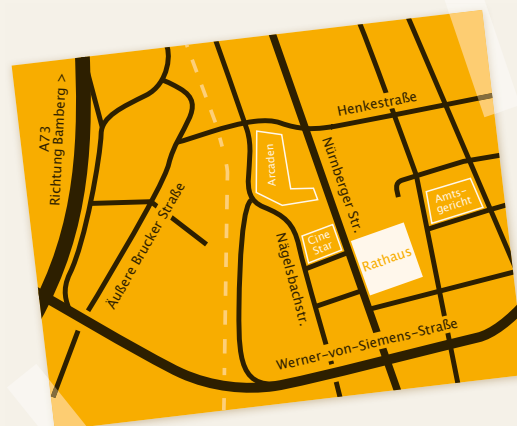 A73
Richtung Bamberg >
Henkestraße
Arcaden
Nürnberger Str.
Amts-
gericht
Äußere Brucker Straße
Cine
Star
Rathaus
Nägelsbachstr.
Werner-von-Siemens-Straße